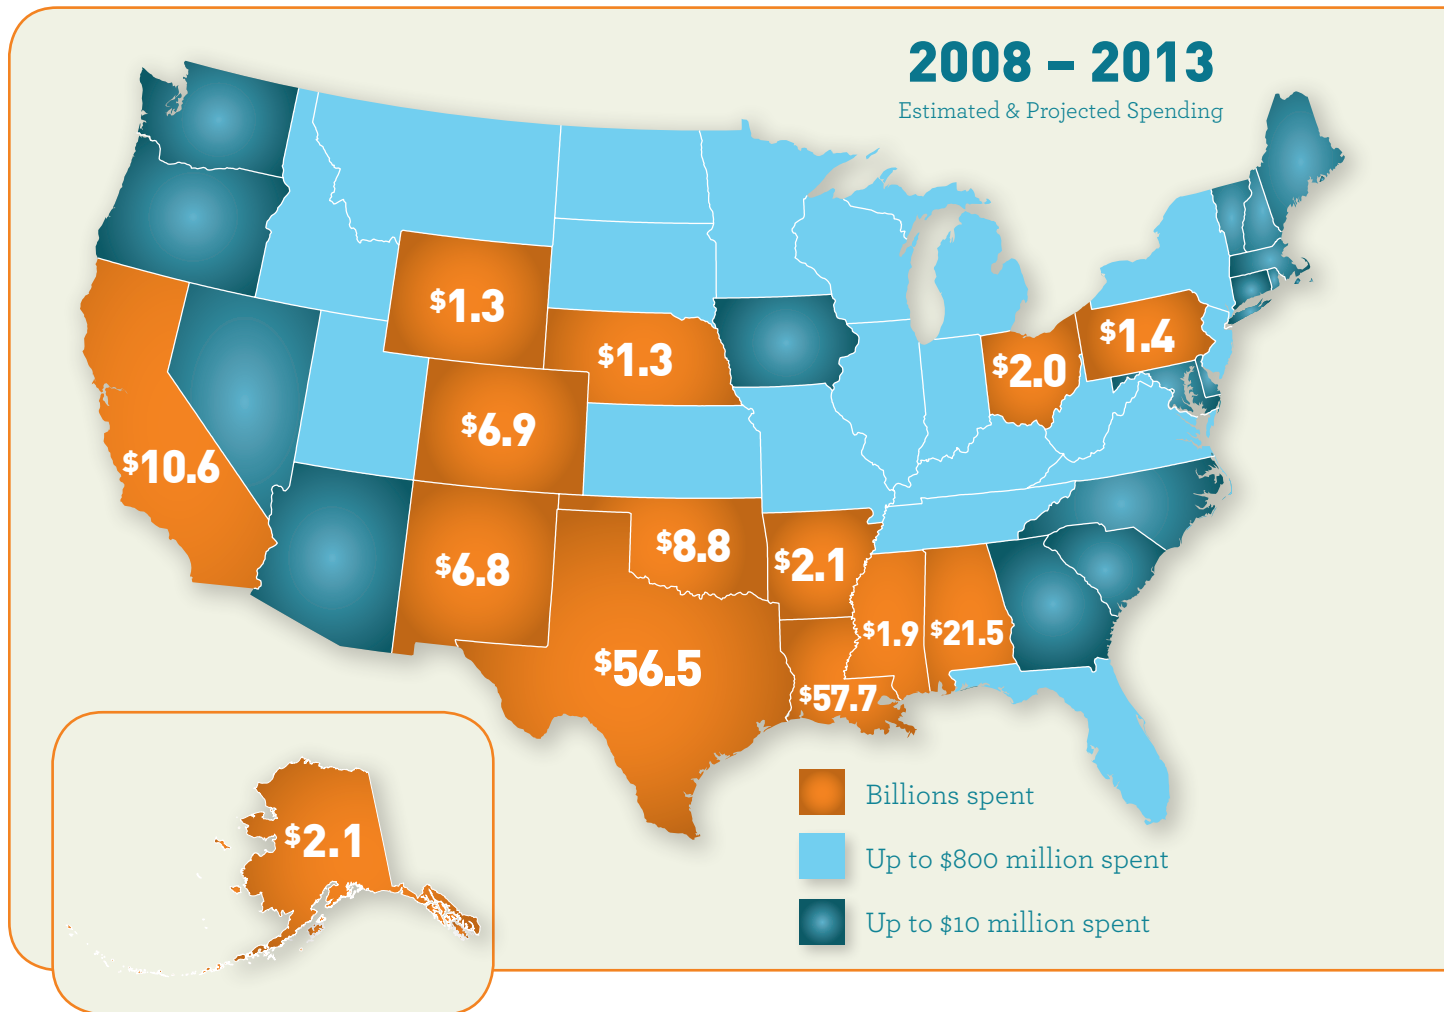 2008 – 2013
Estimated & Projected Spending
$1.3
$1.3
$1.4
$2.0
$6.9
$10.6
$8.8
$2.1
$6.8
$1.9
$21.5
$56.5
$57.7
$2.1
Billions spent
Up to $800 million spent
Up to $10 million spent